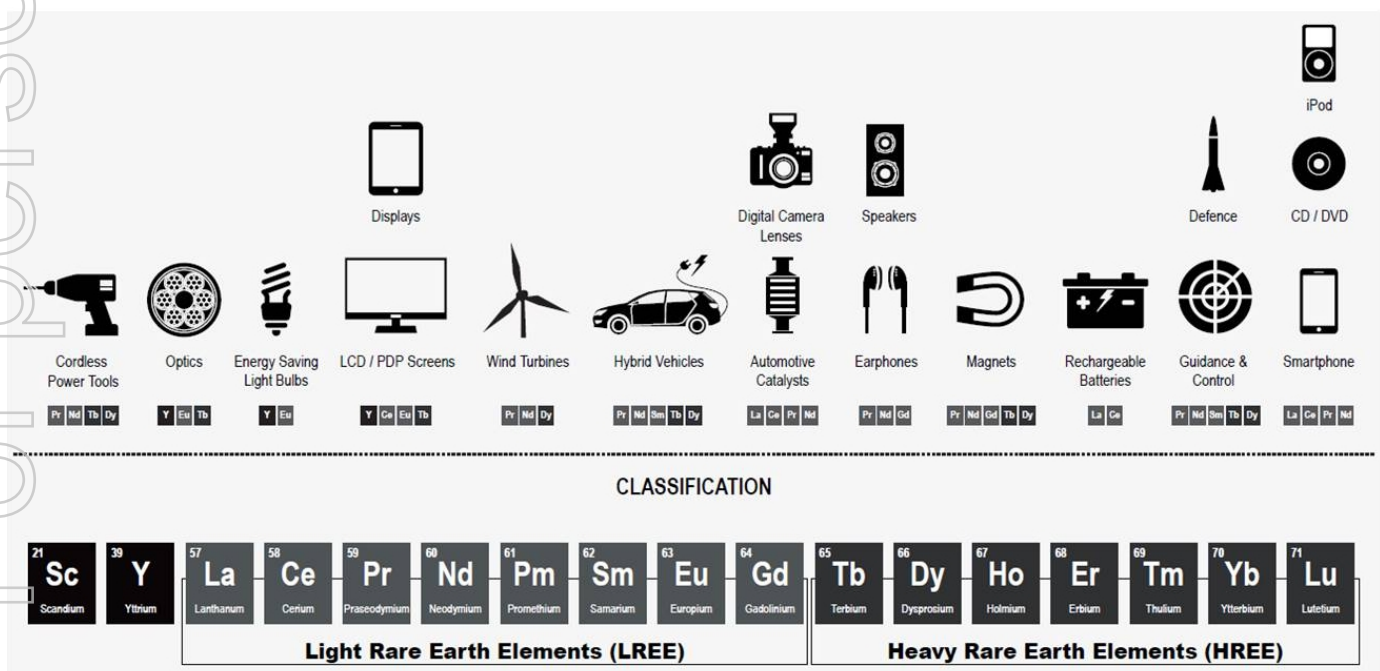 iPod
Displays
Digital Camera
Lenses
Speakers
Defence
CD / DVD
Cordless
Power Tools
Optics
Energy Saving
Light Bulbs
LCD / PDP Screens
Wind Turbines
Hybrid Vehicles
Automotive
Catalysts
Earphones
Magnets
Rechargeable
Batteries
Guidance &
Control
Smartphone
Pr Nd Tb Dy
Y Eu Tb
Y Eu
Y Ce Eu Tb
Pr Nd Dy
Pr Nd Sm Tb Dy
La Ce Pr Nd
Pr Nd Gd
Pr Nd Gd Tb Dy
La Ce
Pr Nd Sm Tb Dy
La Ce Pr Nd
CLASSIFICATION
21 Sc Scandium
39 Y Yttrium
57 La Lanthanum
58 Ce Cerium
59 Pr Praseodymium
60 Nd Neodymium
61 Pm Promethium
62 Sm Samarium
63 Eu Europium
64 Gd Gadolinium
65 Tb Terbium
66 Dy Dysprosium
67 Ho Holmium
68 Er Erbium
69 Tm Thulium
70 Yb Ytterbium
71 Lu Lutetium
Light Rare Earth Elements (LREE)
Heavy Rare Earth Elements (HREE)